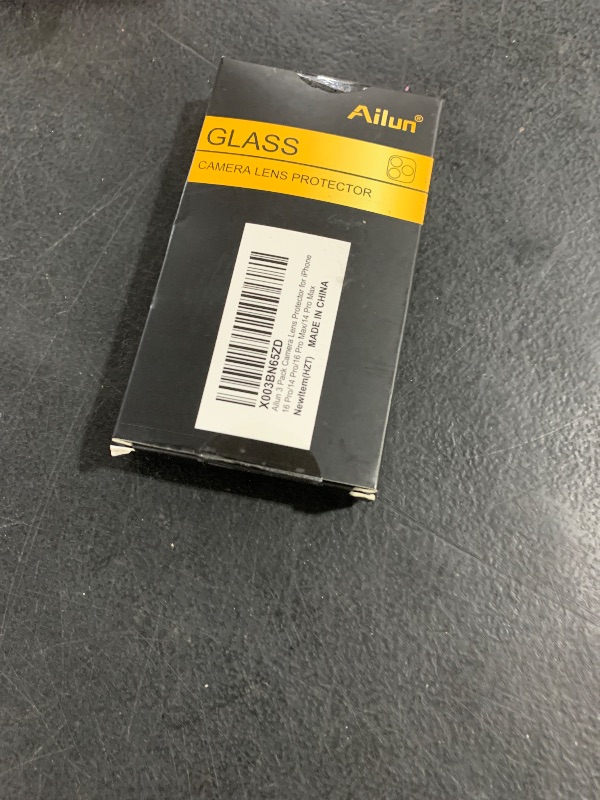 Ailun®
GLASS
CAMERA LENS PROTECTOR
X003BN65ZD
Ailun 3 Pack Camera Lens Protector for iPhone
16 Pro/14 Pro/16 Pro Max/14 Pro Max
NewItem(HZT) MADE IN CHINA